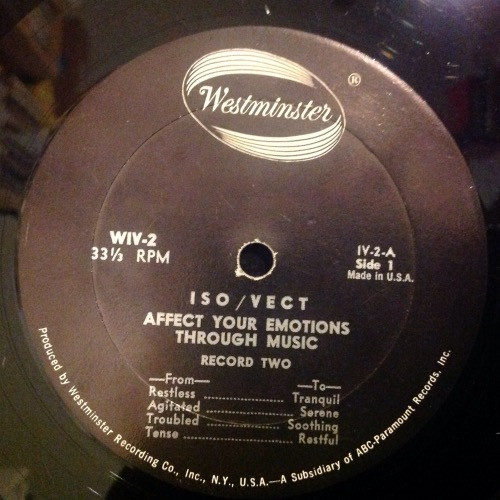 Westminster ®
WIV-2
33⅓ RPM
IV-2-A
Side 1
Made in U.S.A.
ISO/VECT
AFFECT YOUR EMOTIONS
THROUGH MUSIC
RECORD TWO
—From— —To—
Restless .................... Tranquil
Agitated .................... Serene
Troubled .................... Soothing
Tense .................... Restful
Produced by Westminster Recording Co., Inc., N.Y., U.S.A.—A Subsidiary of ABC-Paramount Records, Inc.